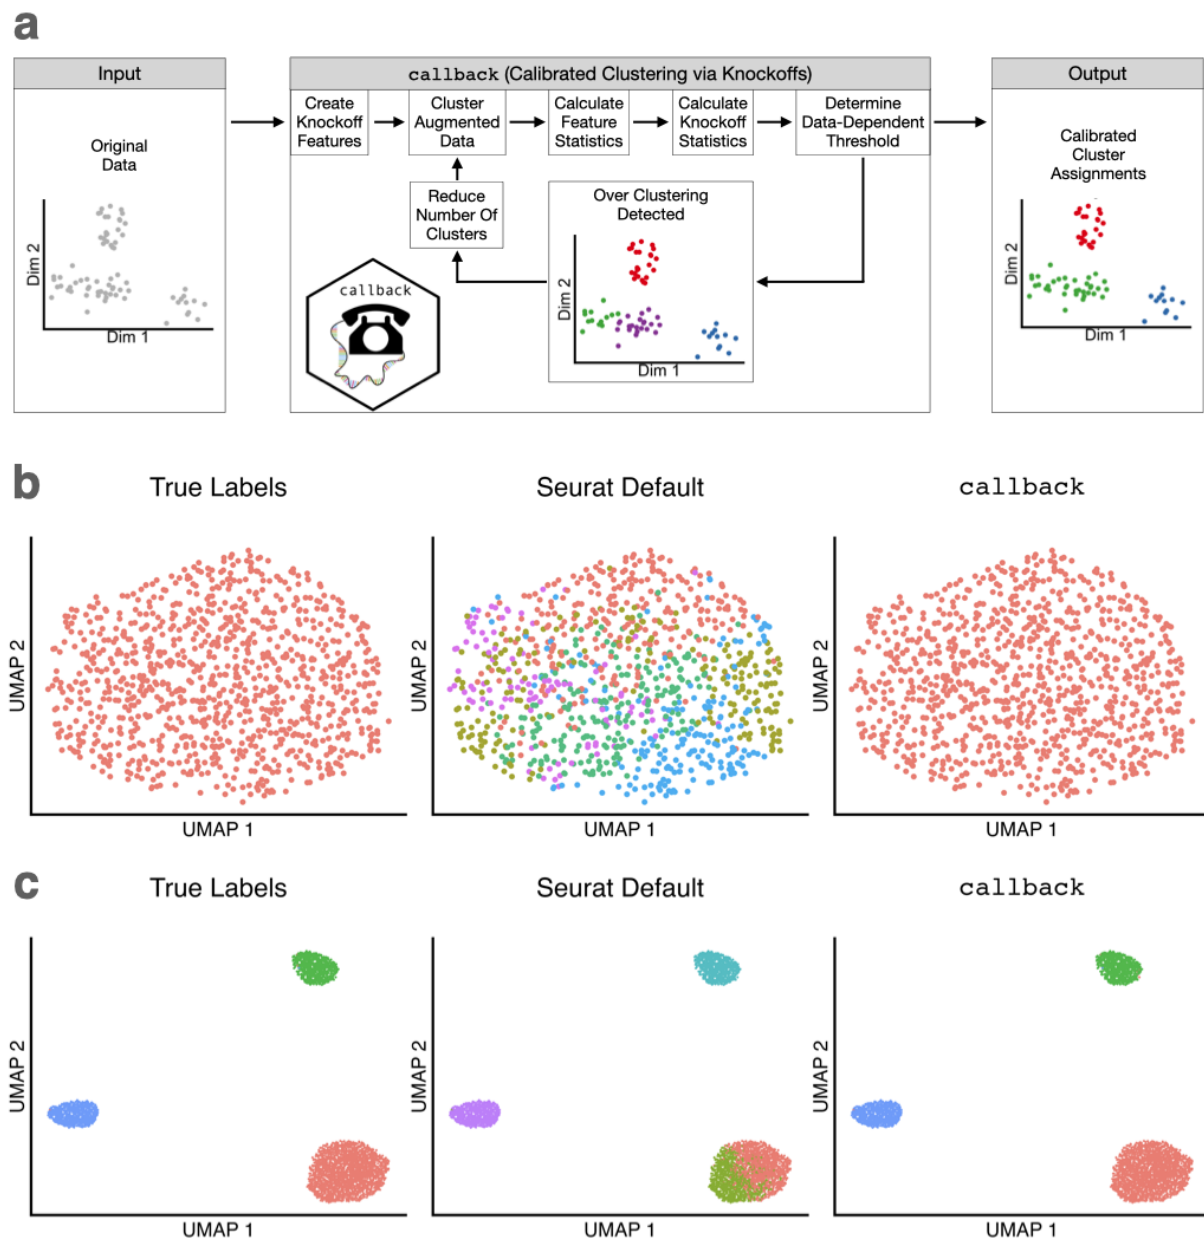 a
Input
callback (Calibrated Clustering via Knockoffs)
Output
Original
Data
Dim 2
Dim 1
Create
Knockoff
Features
Cluster
Augmented
Data
Calculate
Feature
Statistics
Calculate
Knockoff
Statistics
Determine
Data-Dependent
Threshold
Reduce
Number Of
Clusters
Over Clustering
Detected
Dim 2
Dim 1
callback
Calibrated
Cluster
Assignments
Dim 2
Dim 1
b
True Labels
Seurat Default
callback
UMAP 2
UMAP 1
UMAP 2
UMAP 1
UMAP 2
UMAP 1
c
True Labels
Seurat Default
callback
UMAP 2
UMAP 1
UMAP 2
UMAP 1
UMAP 2
UMAP 1